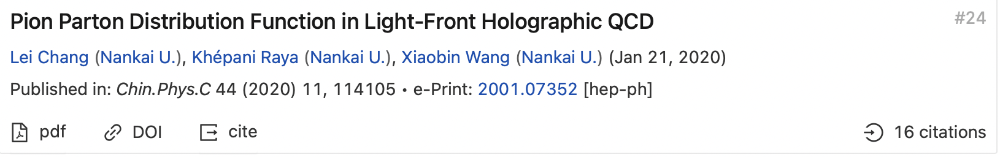 Pion Parton Distribution Function in Light-Front Holographic QCD #24
Lei Chang (Nankai U.), Khépani Raya (Nankai U.), Xiaobin Wang (Nankai U.) (Jan 21, 2020)
Published in: Chin.Phys.C 44 (2020) 11, 114105 • e-Print: 2001.07352 [hep-ph]
pdf DOI cite 16 citations